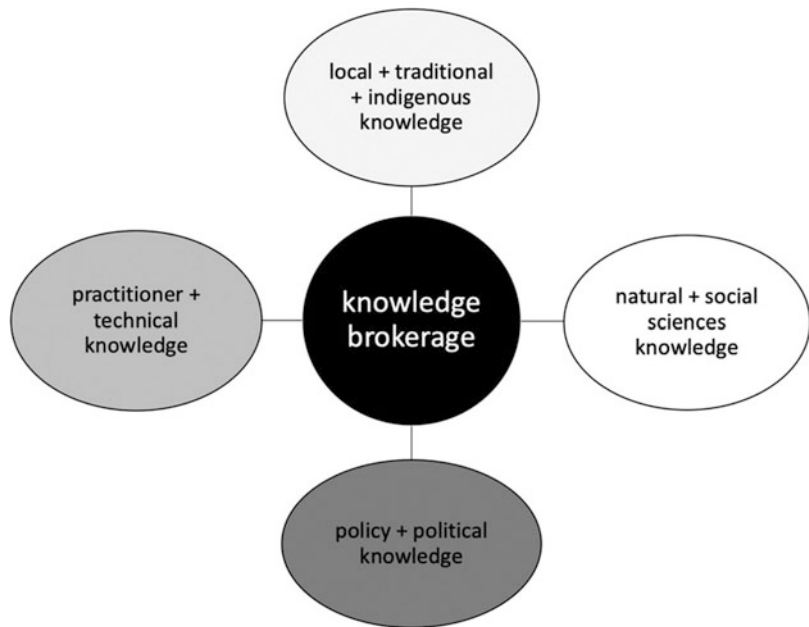 local + traditional
+ indigenous
knowledge
practitioner +
technical
knowledge
knowledge
brokerage
natural + social
sciences
knowledge
policy + political
knowledge